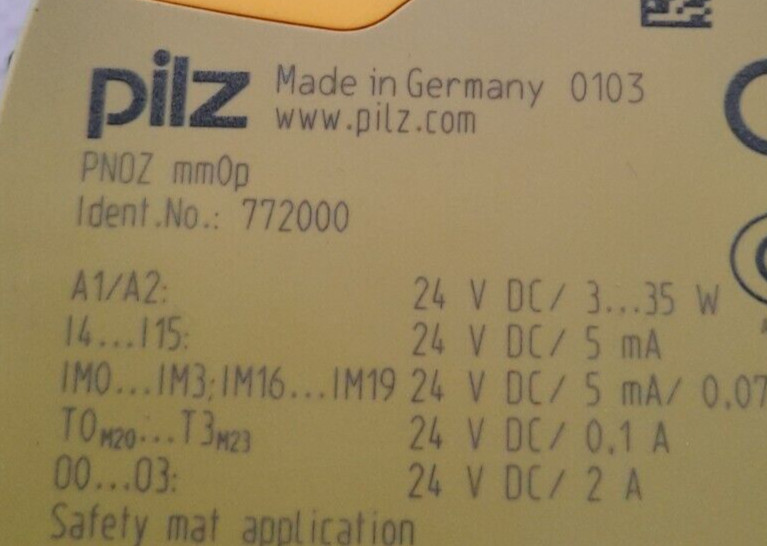 pilz Made in Germany 0103
www.pilz.com
PNOZ mm0p
Ident.No.: 772000
A1/A2: 24 V DC/ 3...35 W
I4...I15: 24 V DC/ 5 mA
IM0...IM3;IM16...IM19 24 V DC/ 5 mA/ 0.07
T0M20...T3M23 24 V DC/ 0.1 A
O0...O3: 24 V DC/ 2 A
Safety mat application